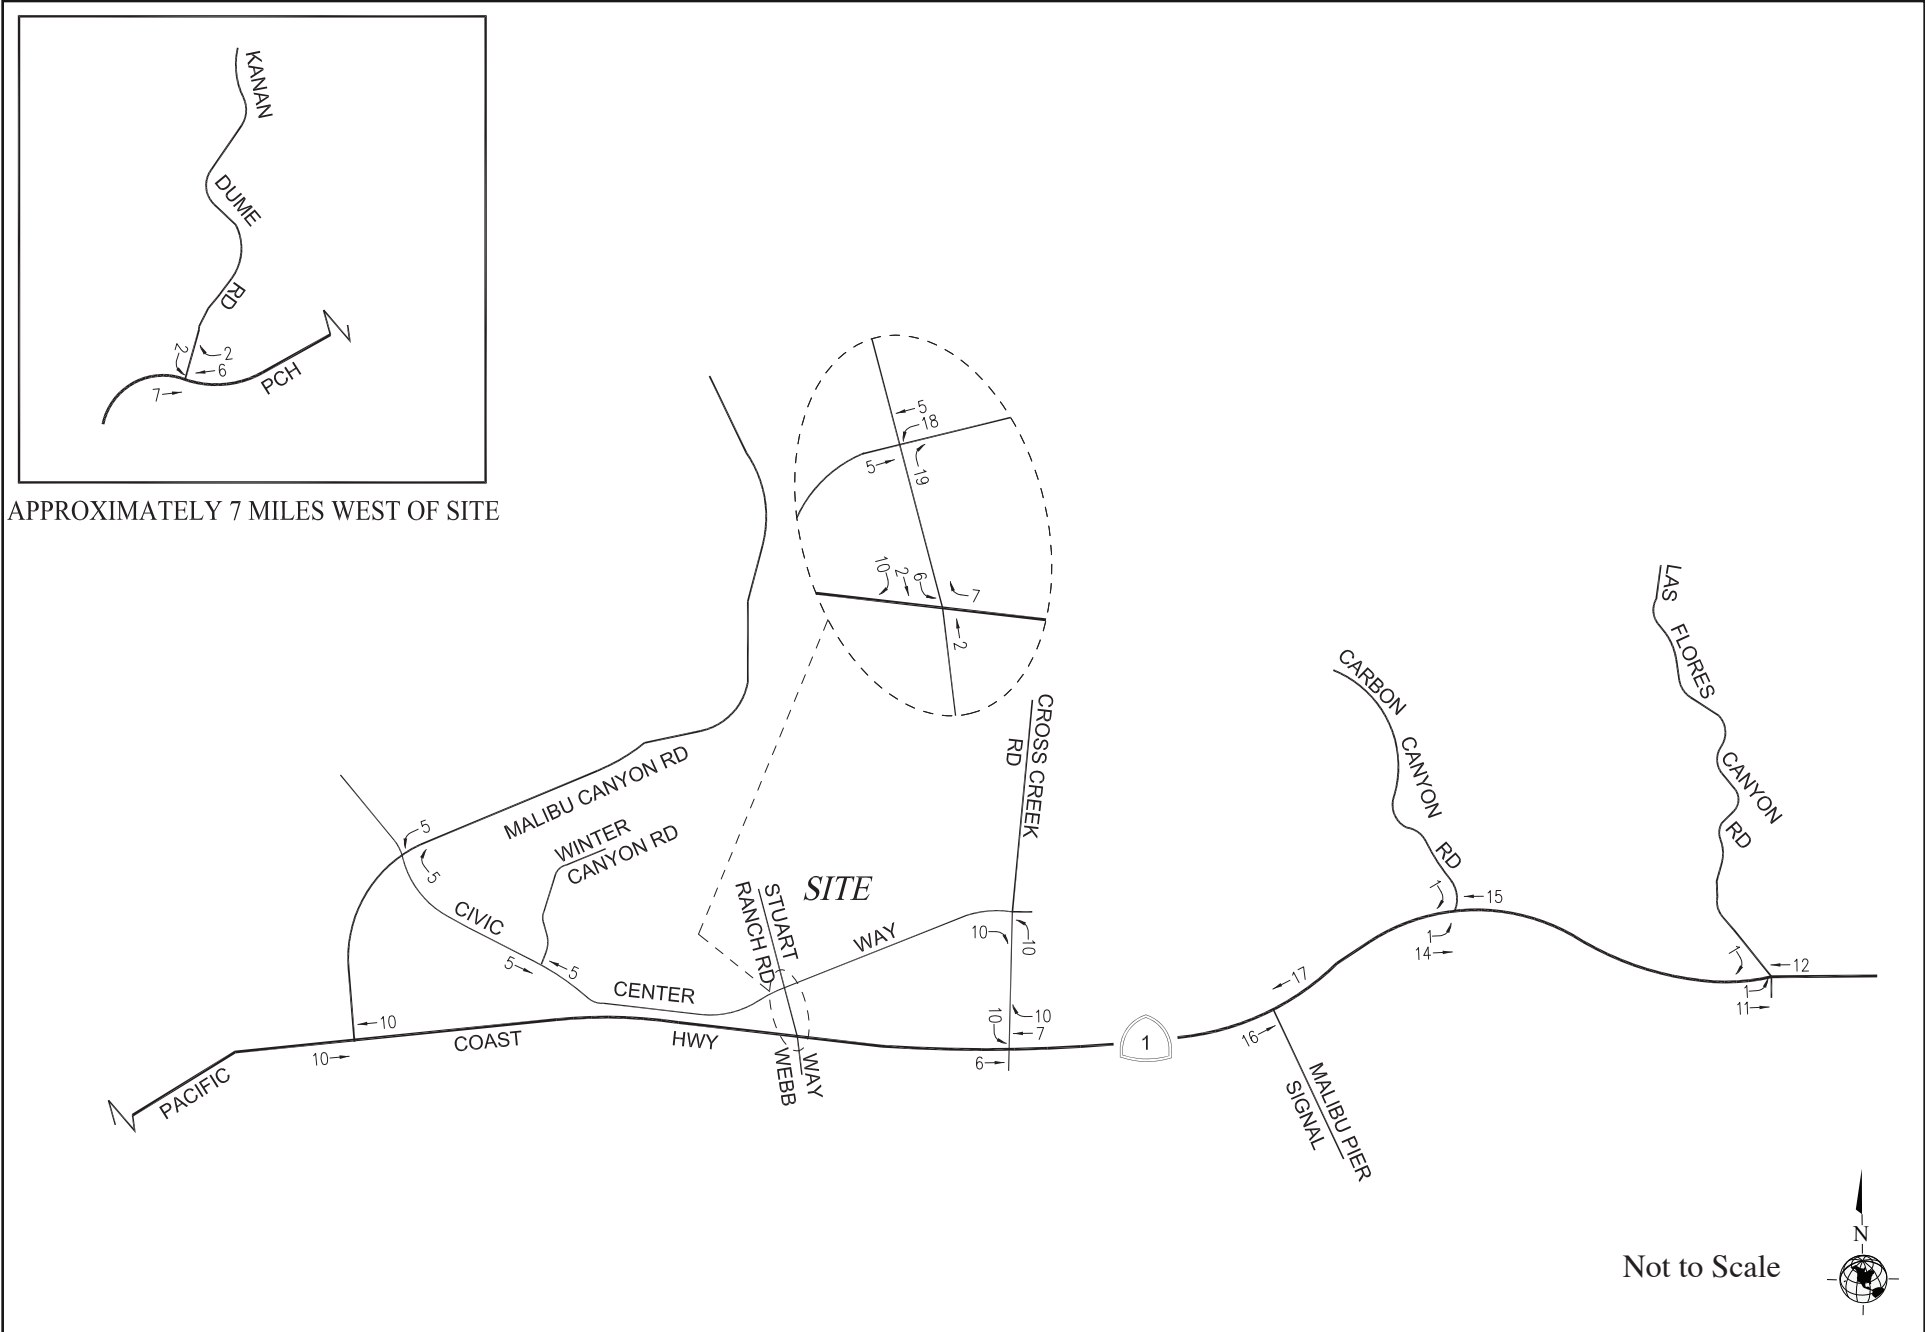 KANAN
DUME
RD
2
2
6
7
PCH
APPROXIMATELY 7 MILES WEST OF SITE
5
18
5
19
10
2
6
7
2
LAS
FLORES
CANYON
RD
CARBON
CANYON
RD
CROSS CREEK
RD
MALIBU CANYON RD
5
5
WINTER
CANYON RD
SITE
STUART
RANCH RD
CIVIC
CENTER
WAY
5
5
10
10
10
10
7
6
10
10
PACIFIC
COAST
HWY
WEBB
WAY
1
17
16
MALIBU PIER
SIGNAL
1
15
1
14
1
12
1
11
N
Not to Scale